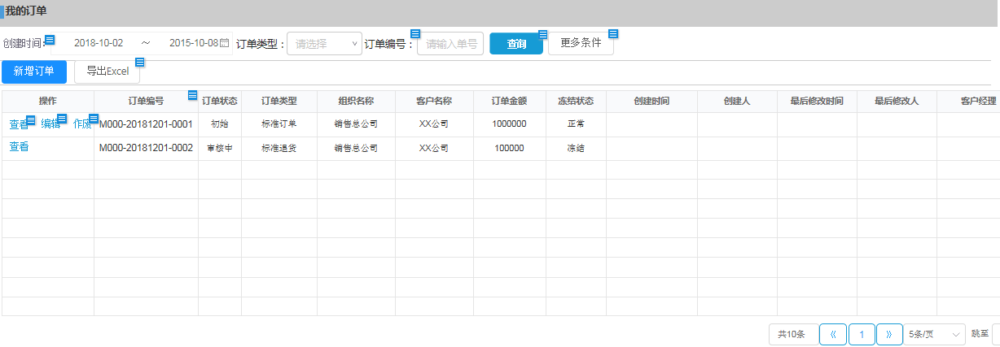 我的订单
创建时间: 2018-10-02 ～ 2015-10-08 订单类型： 请选择 订单编号： 请输入单号 查询 更多条件
新增订单 导出Excel
操作 订单编号 订单状态 订单类型 组织名称 客户名称 订单金额 冻结状态 创建时间 创建人 最后修改时间 最后修改人 客户经理
查看 编辑 作废 M000-20181201-0001 初始 标准订单 销售总公司 XX公司 1000000 正常
查看 M000-20181201-0002 审核中 标准退货 销售总公司 XX公司 100000 冻结
共10条 《 1 》 5条/页 跳至